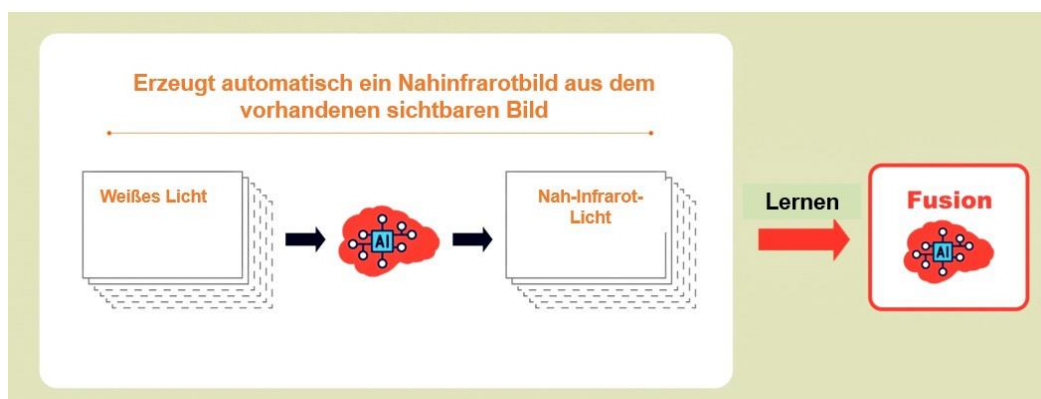 Erzeugt automatisch ein Nahinfrarotbild aus dem
vorhandenen sichtbaren Bild
Weißes Licht
AI
Nah-Infrarot-
Licht
Lernen
Fusion
AI